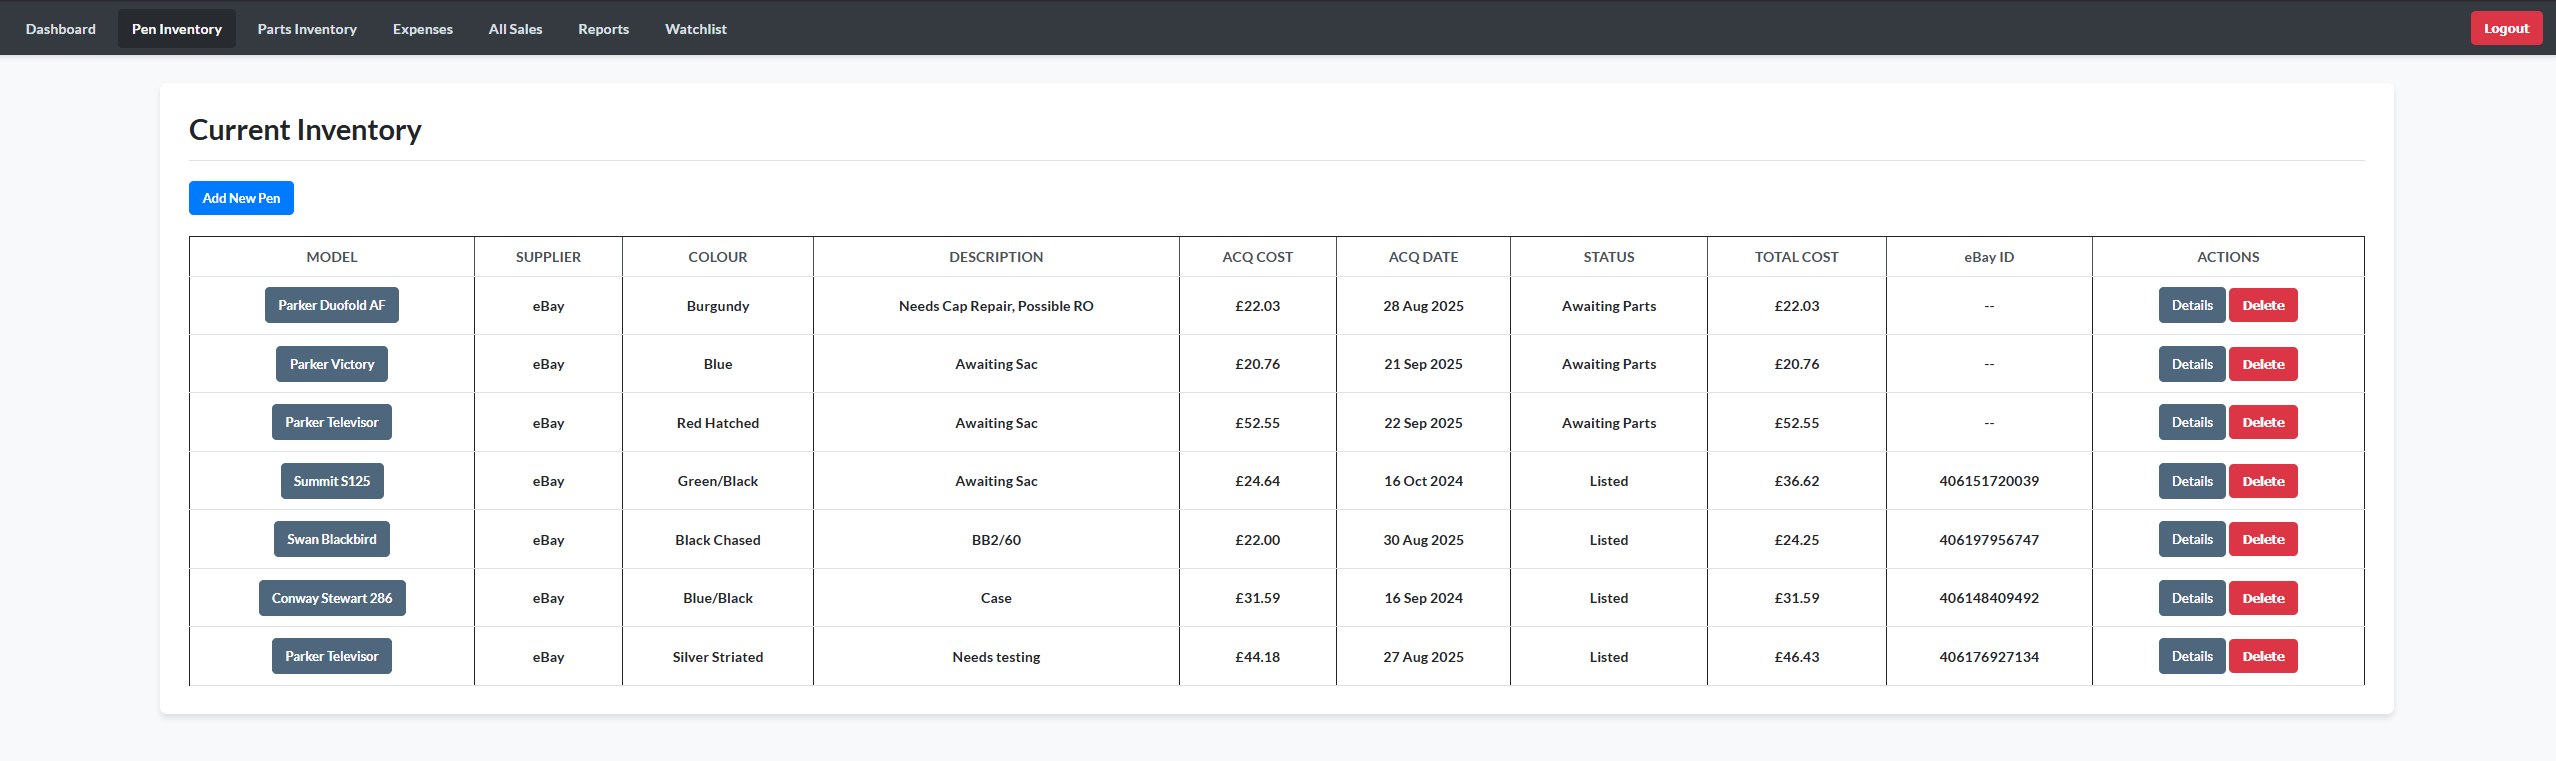 Dashboard Pen Inventory Parts Inventory Expenses All Sales Reports Watchlist Logout
Current Inventory
Add New Pen
MODEL SUPPLIER COLOUR DESCRIPTION ACQ COST ACQ DATE STATUS TOTAL COST eBay ID ACTIONS
Parker Duofold AF eBay Burgundy Needs Cap Repair, Possible RO £22.03 28 Aug 2025 Awaiting Parts £22.03 -- Details Delete
Parker Victory eBay Blue Awaiting Sac £20.76 21 Sep 2025 Awaiting Parts £20.76 -- Details Delete
Parker Televisor eBay Red Hatched Awaiting Sac £52.55 22 Sep 2025 Awaiting Parts £52.55 -- Details Delete
Summit S125 eBay Green/Black Awaiting Sac £24.64 16 Oct 2024 Listed £36.62 406151720039 Details Delete
Swan Blackbird eBay Black Chased BB2/60 £22.00 30 Aug 2025 Listed £24.25 406197956747 Details Delete
Conway Stewart 286 eBay Blue/Black Case £31.59 16 Sep 2024 Listed £31.59 406148409492 Details Delete
Parker Televisor eBay Silver Striated Needs testing £44.18 27 Aug 2025 Listed £46.43 406176927134 Details Delete